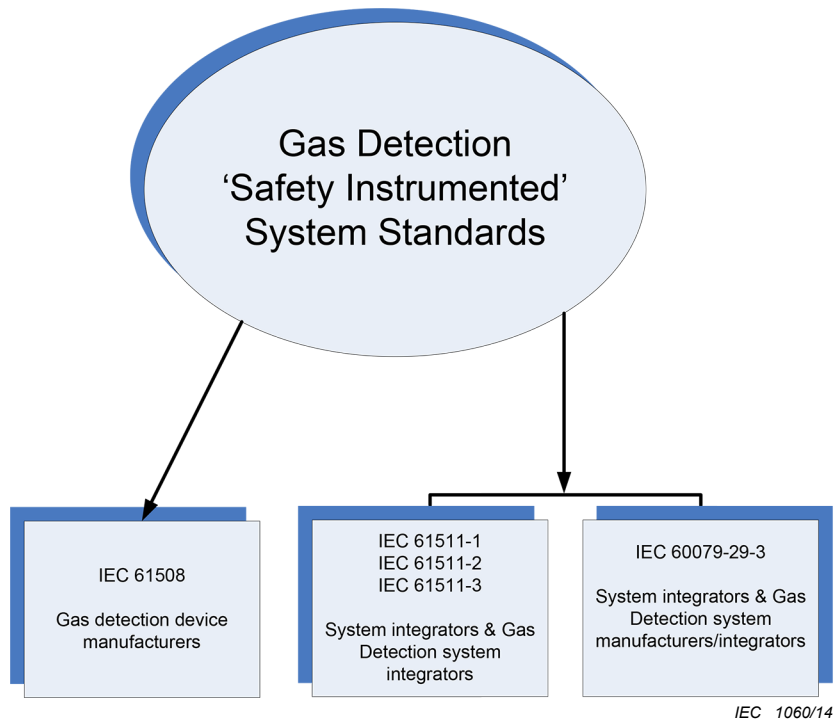 Gas Detection
‘Safety Instrumented’
System Standards
IEC 61508
Gas detection device
manufacturers
IEC 61511-1
IEC 61511-2
IEC 61511-3
System integrators & Gas
Detection system
integrators
IEC 60079-29-3
System integrators & Gas
Detection system
manufacturers/integrators
IEC 1060/14